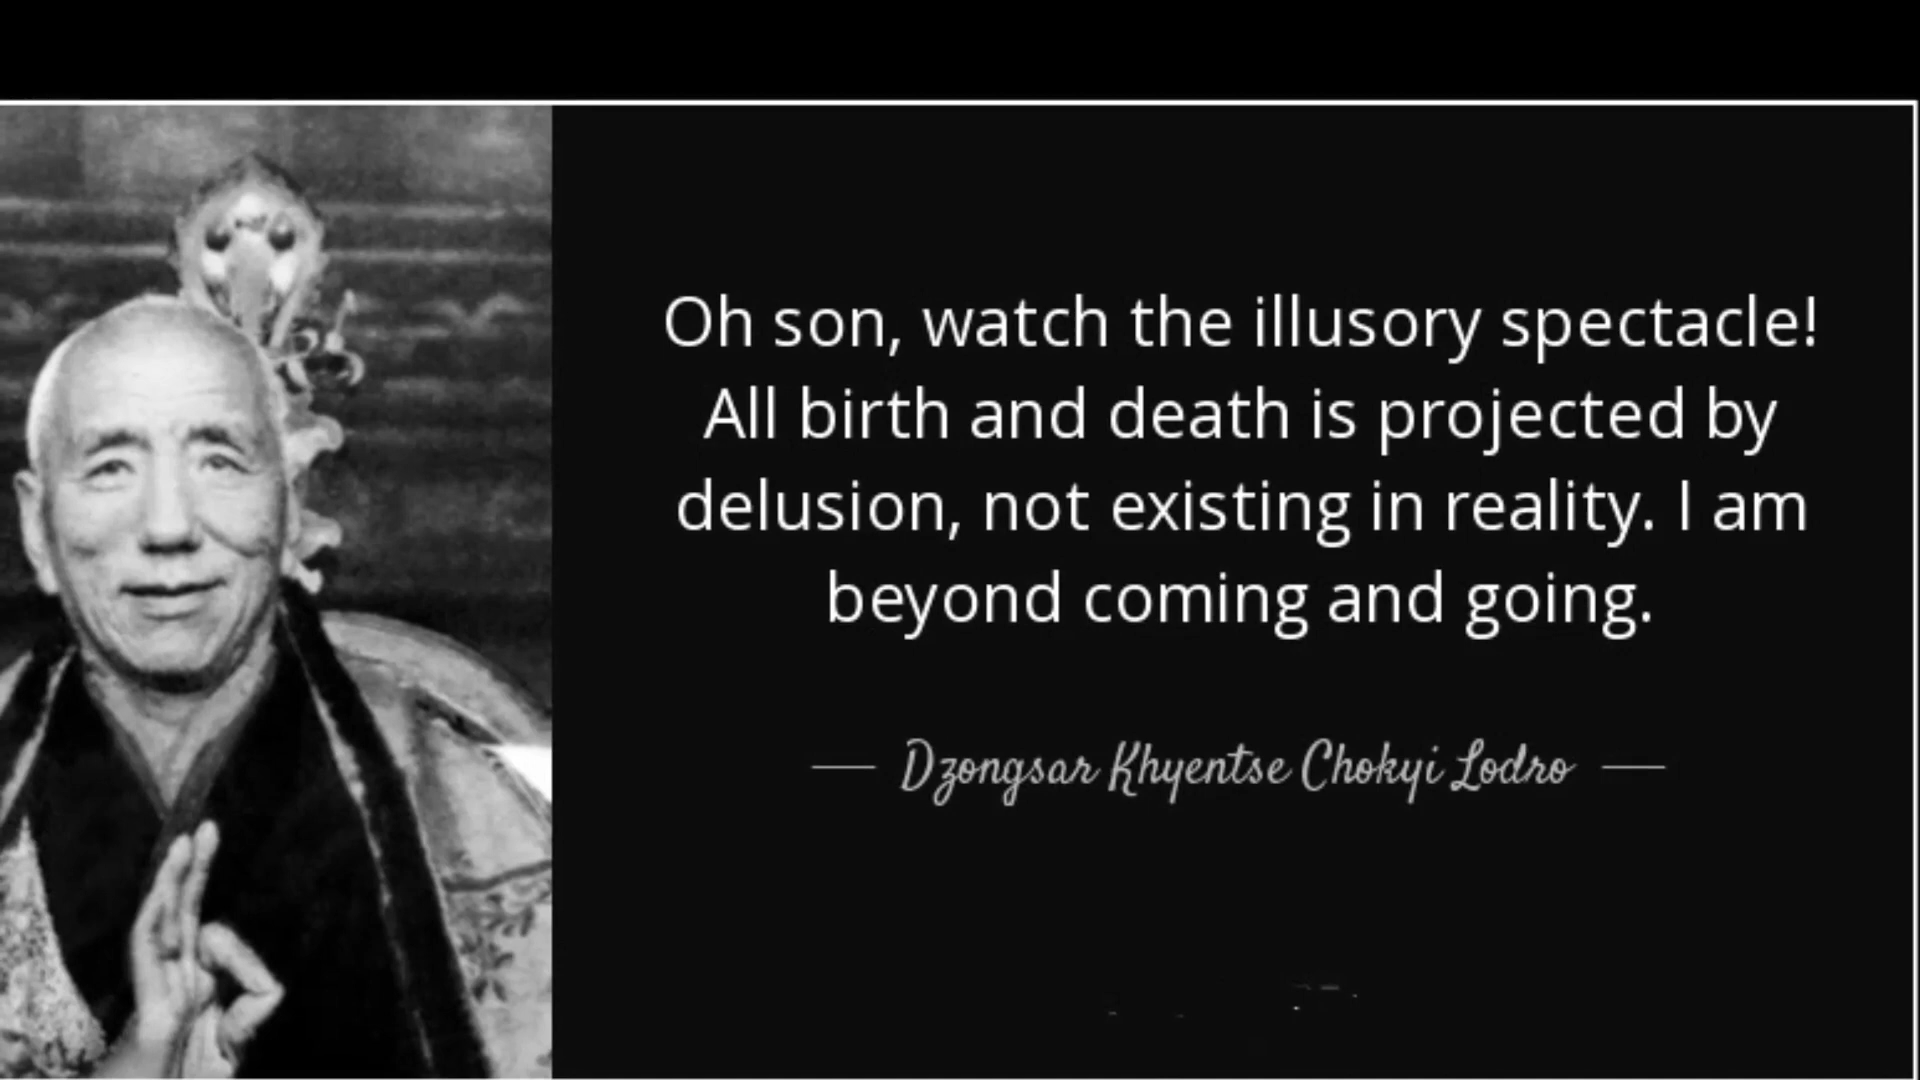 Oh son, watch the illusory spectacle!
All birth and death is projected by
delusion, not existing in reality. I am
beyond coming and going.
— Dzongsar Khyentse Chokyi Lodro —